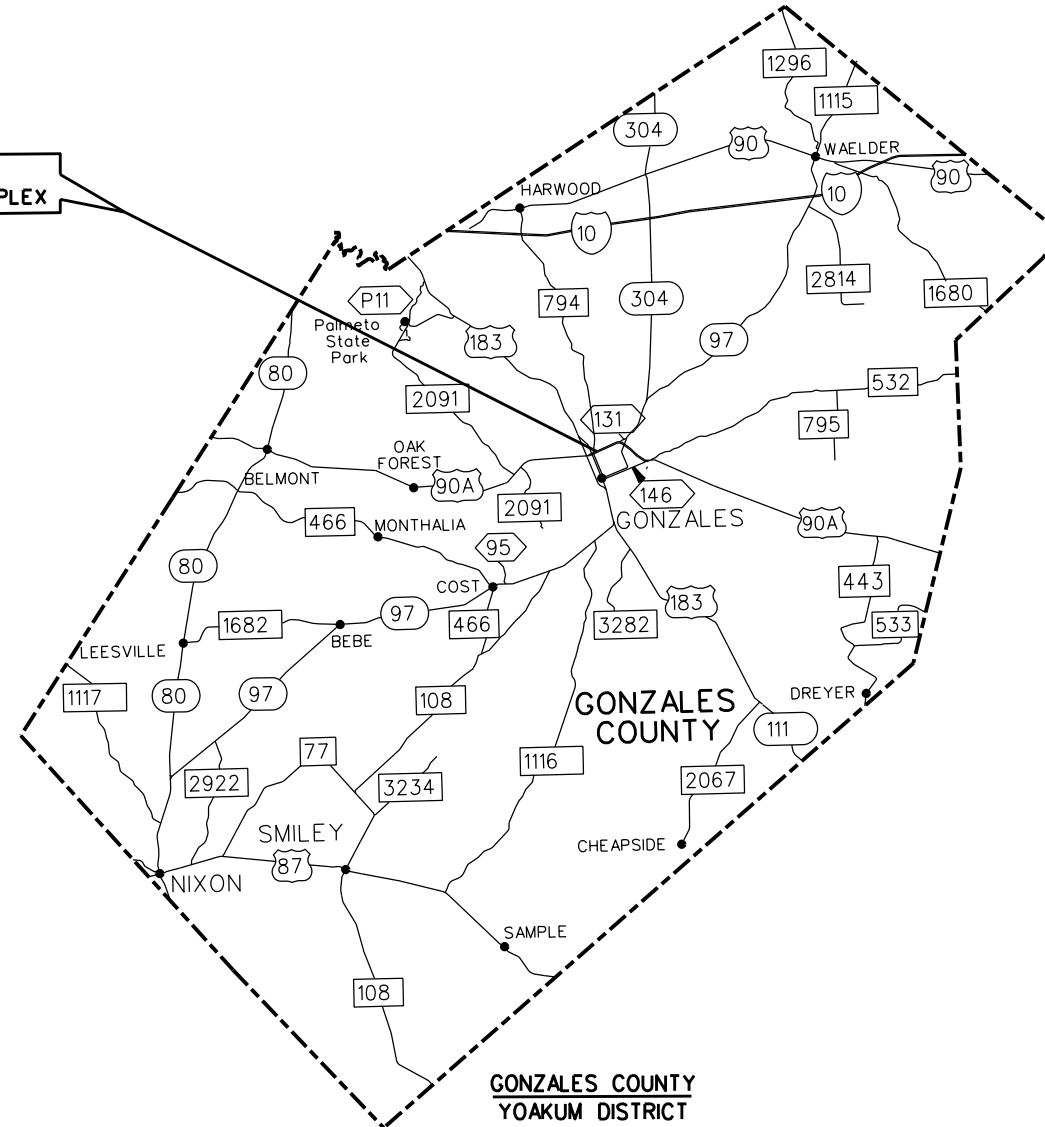 1296
1115
304
90
WAELDER
PLEX
90
HARWOOD
10
10
2814
1680
P11
794
304
Palmeto
State
Park
183
97
80
532
2091
131
795
OAK
FOREST
BELMONT
90A
146
2091
GONZALES
466
90A
MONTHALIA
95
80
443
COST
183
97
1682
466
3282
533
BEBE
LEESVILLE
1117
80
97
108
DREYER
GONZALES
COUNTY
111
77
1116
2922
3234
2067
SMILEY
CHEAPSIDE
87
NIXON
SAMPLE
108
GONZALES COUNTY
YOAKUM DISTRICT